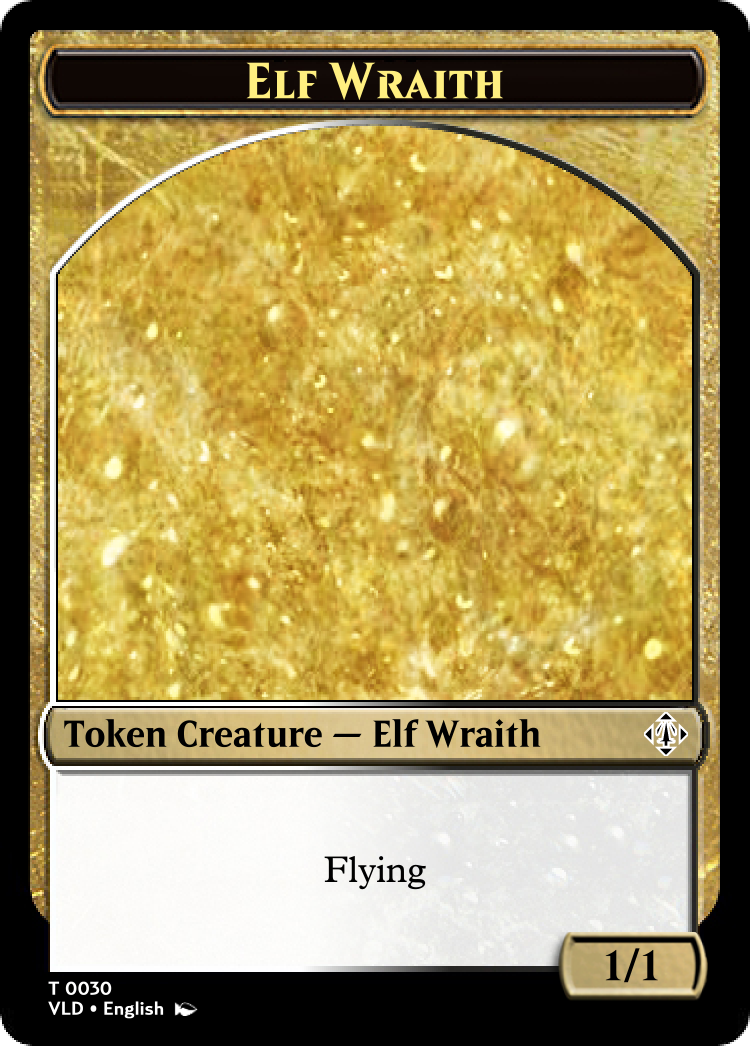 Elf Wraith
Token Creature — Elf Wraith
Flying
1/1
T 0030
VLD • English